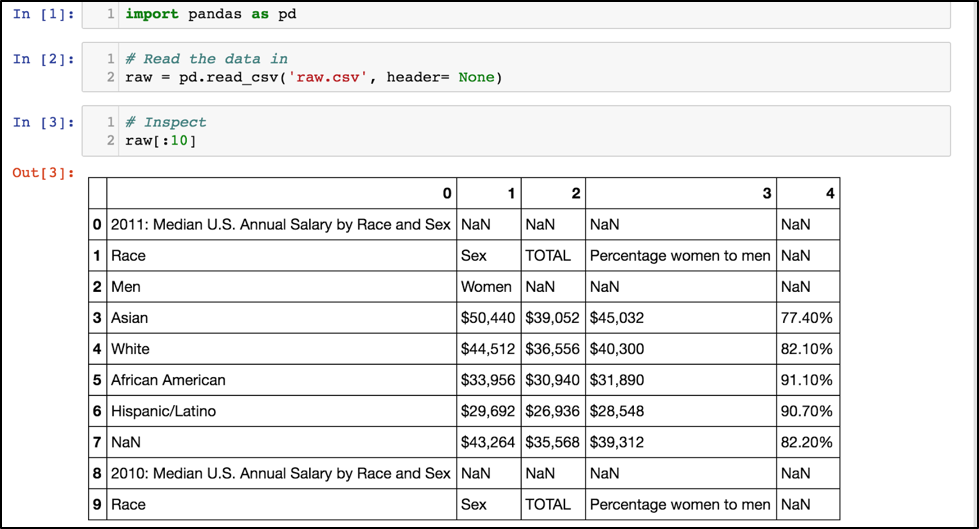 In [1]: 1 import pandas as pd
In [2]: 1 # Read the data in
2 raw = pd.read_csv('raw.csv', header= None)
In [3]: 1 # Inspect
2 raw[:10]
Out[3]:
0 1 2 3 4
0 2011: Median U.S. Annual Salary by Race and Sex NaN NaN NaN NaN
1 Race Sex TOTAL Percentage women to men NaN
2 Men Women NaN NaN NaN
3 Asian $50,440 $39,052 $45,032 77.40%
4 White $44,512 $36,556 $40,300 82.10%
5 African American $33,956 $30,940 $31,890 91.10%
6 Hispanic/Latino $29,692 $26,936 $28,548 90.70%
7 NaN $43,264 $35,568 $39,312 82.20%
8 2010: Median U.S. Annual Salary by Race and Sex NaN NaN NaN NaN
9 Race Sex TOTAL Percentage women to men NaN